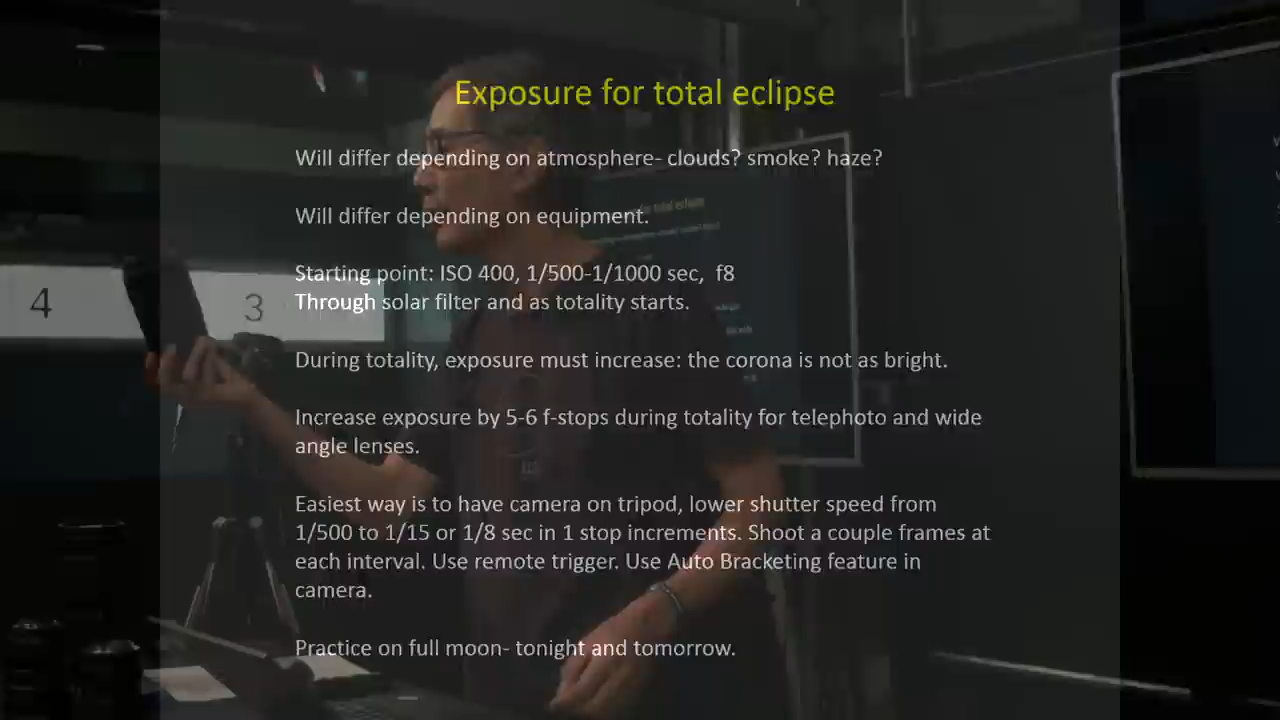 Exposure for total eclipse
Will differ depending on atmosphere- clouds? smoke? haze?
Will differ depending on equipment.
Starting point: ISO 400, 1/500-1/1000 sec,  f8
Through solar filter and as totality starts.
4
3
During totality, exposure must increase: the corona is not as bright.
Increase exposure by 5-6 f-stops during totality for telephoto and wide
angle lenses.
Easiest way is to have camera on tripod, lower shutter speed from
1/500 to 1/15 or 1/8 sec in 1 stop increments. Shoot a couple frames at
each interval. Use remote trigger. Use Auto Bracketing feature in
camera.
Practice on full moon- tonight and tomorrow.